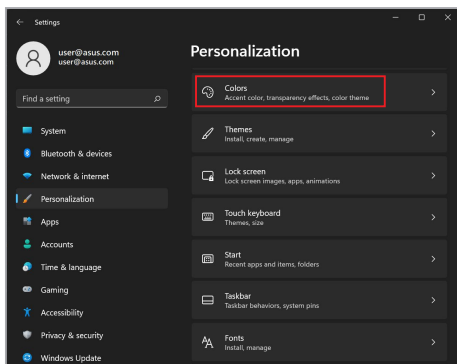 Settings
user@asus.com
user@asus.com
Find a setting
System
Bluetooth & devices
Network & internet
Personalization
Apps
Accounts
Time & language
Gaming
Accessibility
Privacy & security
Windows Update
Personalization
Colors
Accent color, transparency effects, color theme
Themes
Install, create, manage
Lock screen
Lock screen images, apps, animations
Touch keyboard
Themes, size
Start
Recent apps and items, folders
Taskbar
Taskbar behaviors, system pins
Fonts
Install, manage